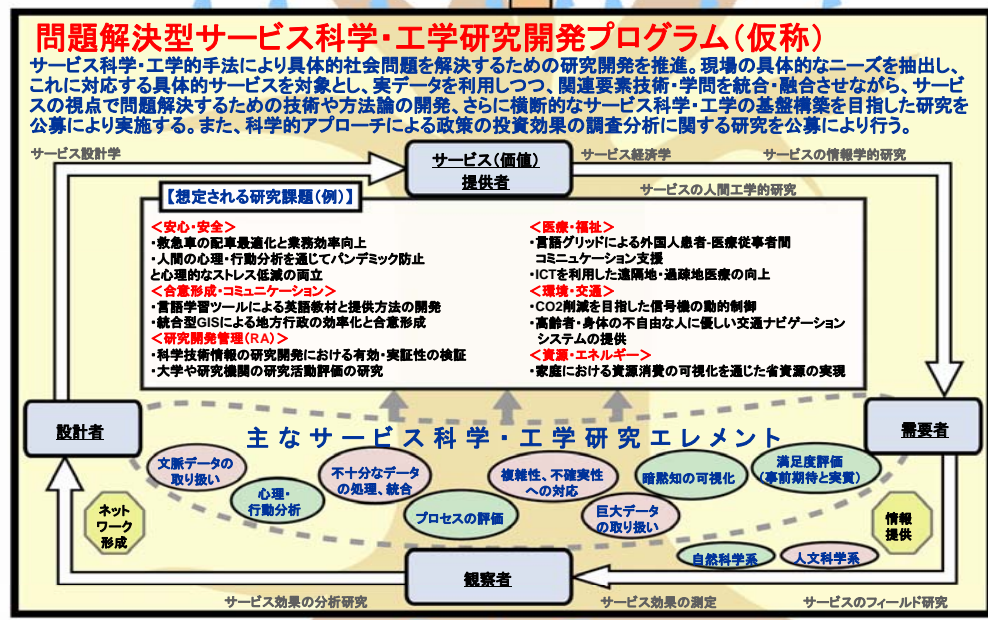 問題解決型サービス科学・工学研究開発プログラム(仮称)
サービス科学・工学的手法により具体的社会問題を解決するための研究開発を推進。現場の具体的なニーズを抽出し、
これに対応する具体的サービスを対象とし、実データを利用しつつ、関連要素技術・学問を統合・融合させながら、サービ
スの視点で問題解決するための技術や方法論の開発、さらに横断的なサービス科学・工学の基盤構築を目指した研究を
公募により実施する。また、科学的アプローチによる政策の投資効果の調査分析に関する研究を公募により行う。
サービス設計学
サービス(価値)
提供者
サービス経済学
サービスの情報学的研究
サービスの人間工学的研究
【想定される研究課題(例)】
<安心・安全>
・救急車の配車最適化と業務効率向上
・人間の心理・行動分析を通じてパンデミック防止
と心理的なストレス低減の両立
<合意形成・コミュニケーション>
・言語学習ツールによる英語教材と提供方法の開発
・統合型GISによる地方行政の効率化と合意形成
<研究開発管理(RA)>
・科学技術情報の研究開発における有効・実証性の検証
・大学や研究機関の研究活動評価の研究
<医療・福祉>
・言語グリッドによる外国人患者-医療従事者間
コミニュケーション支援
・ICTを利用した遠隔地・過疎地医療の向上
<環境・交通>
・CO2削減を目指した信号機の動的制御
・高齢者・身体の不自由な人に優しい交通ナビゲーション
システムの提供
<資源・エネルギー>
・家庭における資源消費の可視化を通じた省資源の実現
設計者
需要者
主なサービス科学・工学研究エレメント
文脈データの
取り扱い
心理・
行動分析
不十分なデータ
の処理、統合
プロセスの評価
複雑性、不確実性
への対応
巨大データ
の取り扱い
暗黙知の可視化
満足度評価
(事前期待と実質)
ネット
ワーク
形成
情報
提供
自然科学系
人文科学系
観察者
サービス効果の分析研究
サービス効果の測定
サービスのフィールド研究